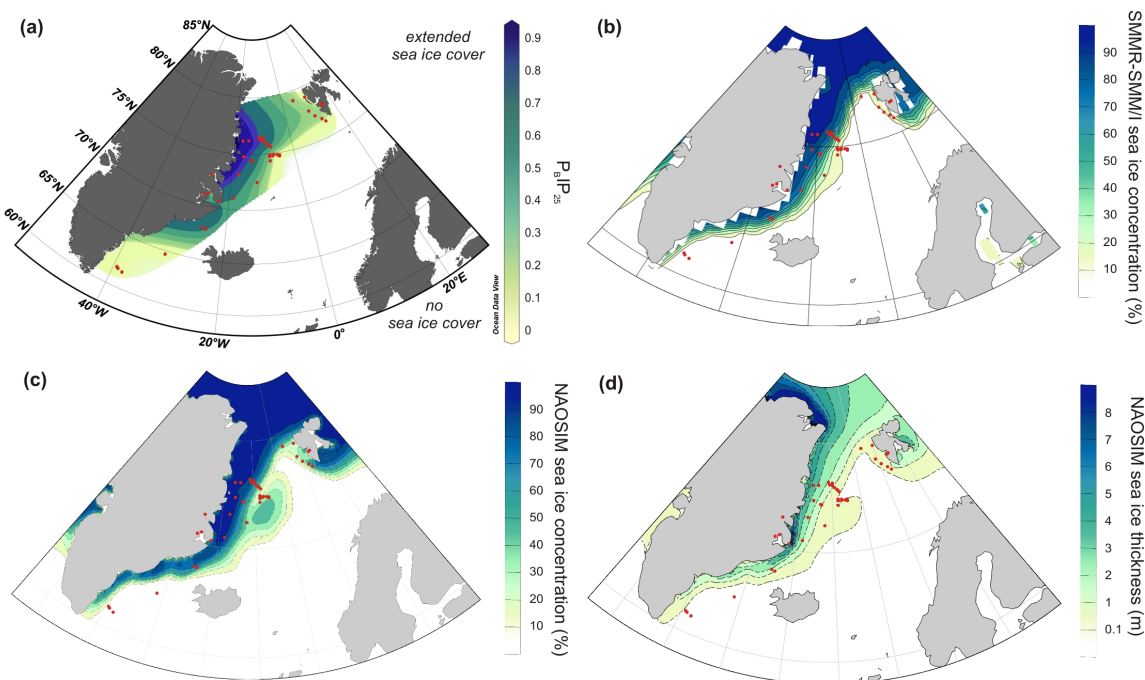 (a)
extended
sea ice cover
85°N
80°N
75°N
70°N
65°N
60°N
40°W
20°W
0°
20°E
no
sea ice cover
Ocean Data View
0.9
0.8
0.7
0.6
0.5
0.4
0.3
0.2
0.1
0
P_B IP_25
(b)
90
80
70
60
50
40
30
20
10
SMMR-SMM/I sea ice concentration (%)
(c)
90
80
70
60
50
40
30
20
10
NAOSIM sea ice concentration (%)
(d)
8
7
6
5
4
3
2
1
0.1
NAOSIM sea ice thickness (m)